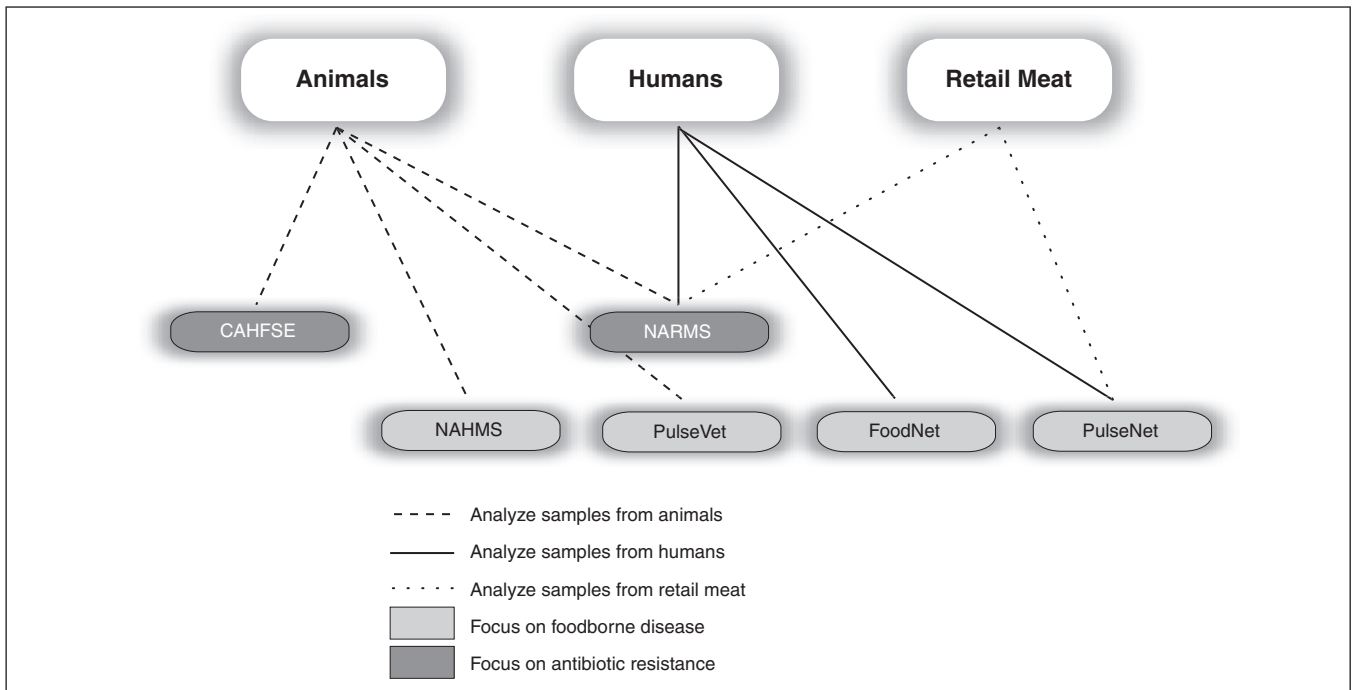 Animals
Humans
Retail Meat
CAHFSE
NARMS
NAHMS
PulseVet
FoodNet
PulseNet
Analyze samples from animals
Analyze samples from humans
Analyze samples from retail meat
Focus on foodborne disease
Focus on antibiotic resistance